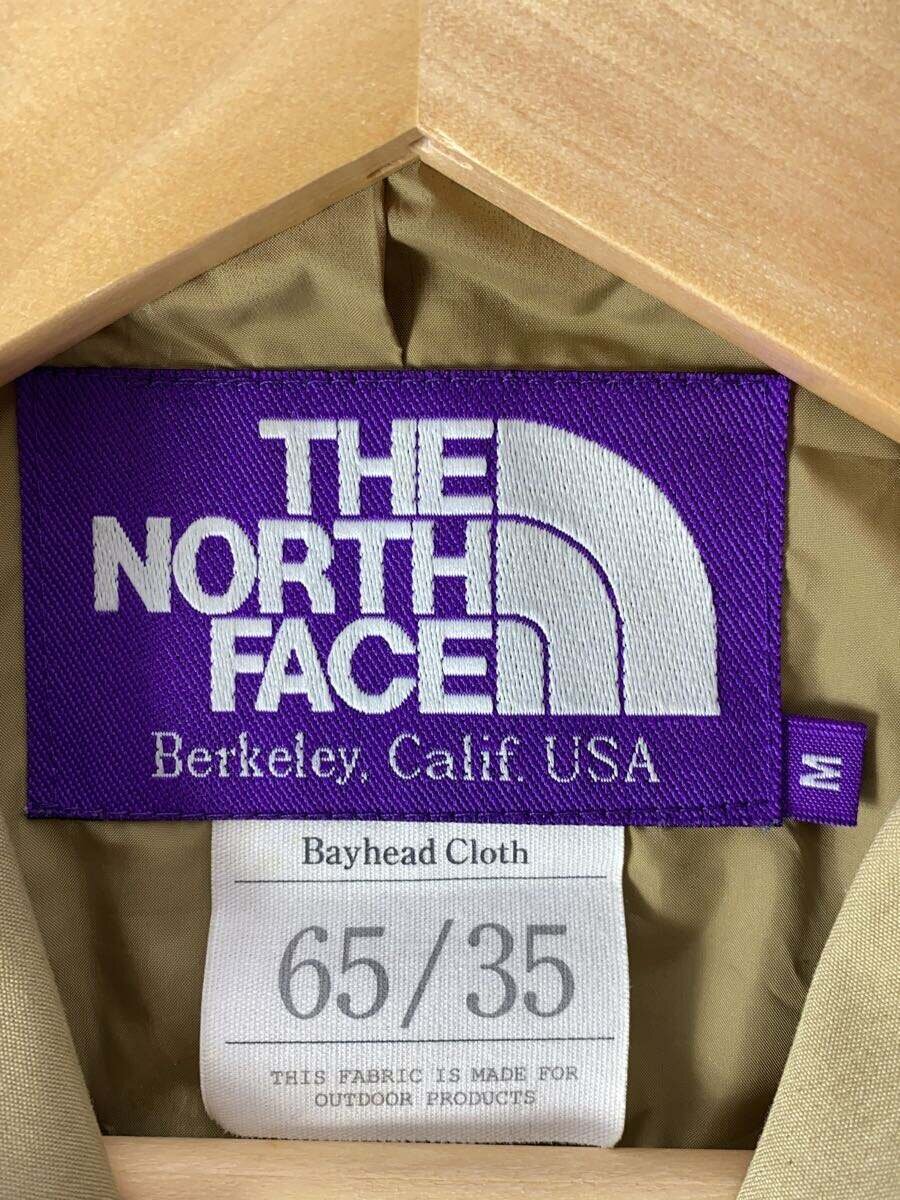 THE
NORTH
FACE
Berkeley, Calif. USA
M
Bayhead Cloth
65/35
THIS FABRIC IS MADE FOR
OUTDOOR PRODUCTS